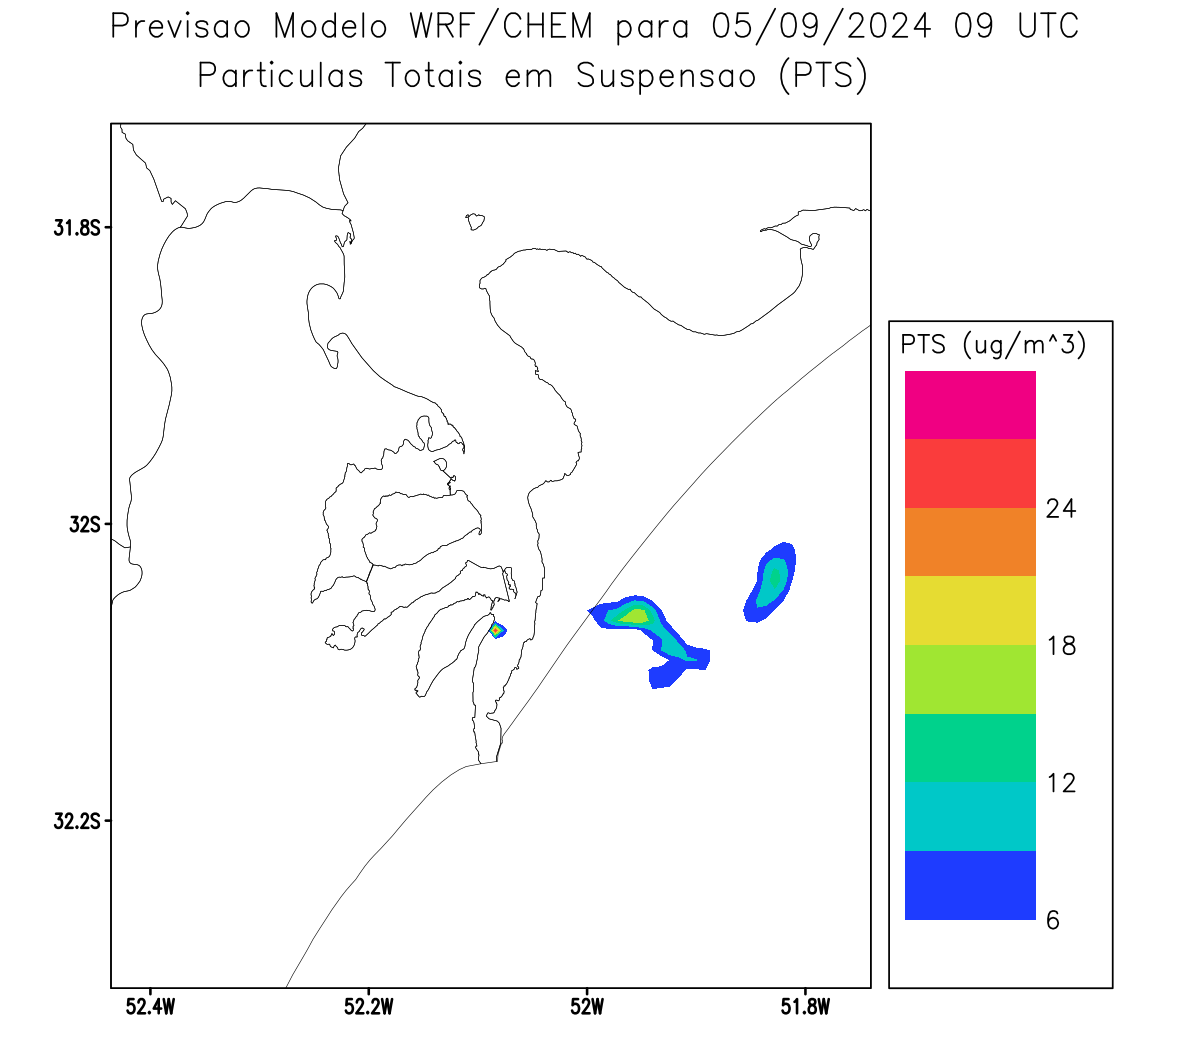 Previsao Modelo WRF/CHEM para 05/09/2024 09 UTC
Particulas Totais em Suspensao (PTS)
31.8S
32S
32.2S
52.4W
52.2W
52W
51.8W
PTS (ug/m^3)
24
18
12
6